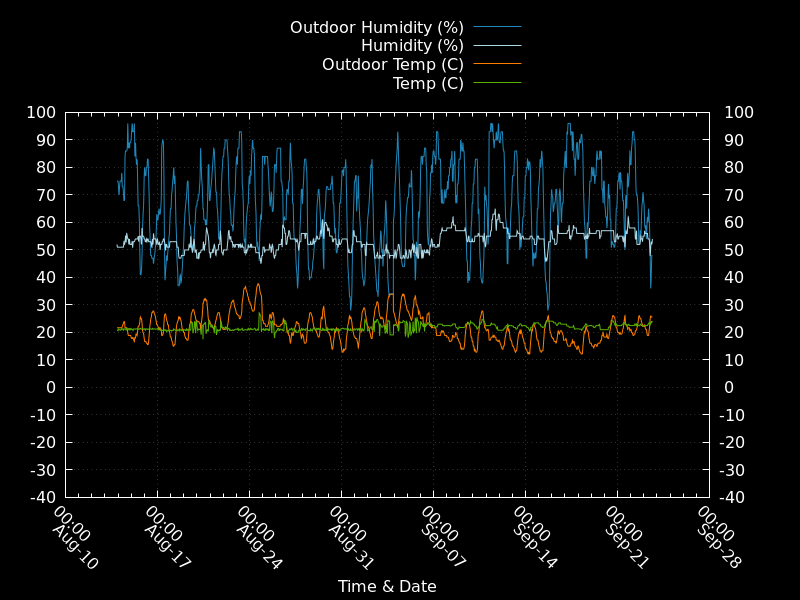 Outdoor Humidity (%)
Humidity (%)
Outdoor Temp (C)
Temp (C)
100 100
90 90
80 80
70 70
60 60
50 50
40 40
30 30
20 20
10 10
0 0
-10 -10
-20 -20
-30 -30
-40 -40
00:00 Aug-10
00:00 Aug-17
00:00 Aug-24
00:00 Aug-31
00:00 Sep-07
00:00 Sep-14
00:00 Sep-21
00:00 Sep-28
Time & Date